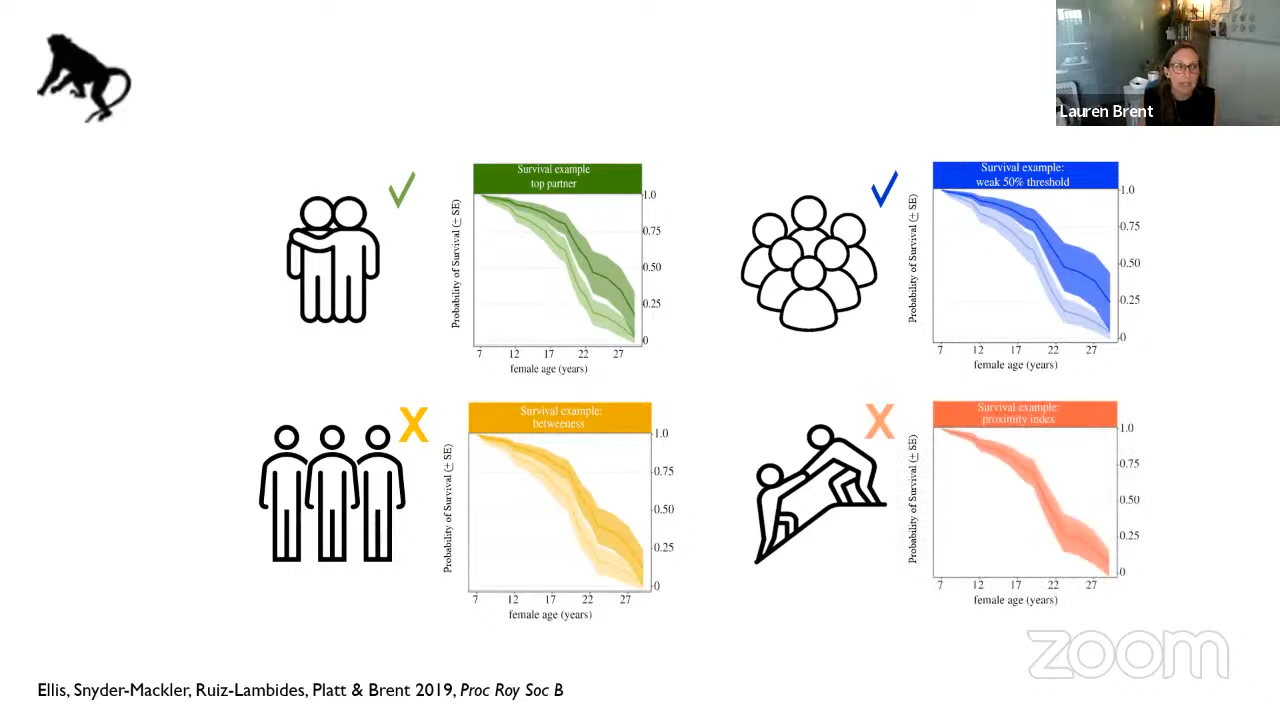 Lauren Brent
Survival example
top partner
Probability of Survival (± SE)
1.0
0.75
0.50
0.25
0
7 12 17 22 27
female age (years)
Survival example:
weak 50% threshold
Probability of Survival (± SE)
1.0
0.75
0.50
0.25
0
7 12 17 22 27
female age (years)
X
Survival example:
betweeness
Probability of Survival (± SE)
1.0
0.75
0.50
0.25
0
7 12 17 22 27
female age (years)
X
Survival example:
proximity index
Probability of Survival (± SE)
1.0
0.75
0.50
0.25
0
7 12 17 22 27
female age (years)
zoom
Ellis, Snyder-Mackler, Ruiz-Lambides, Platt & Brent 2019, Proc Roy Soc B